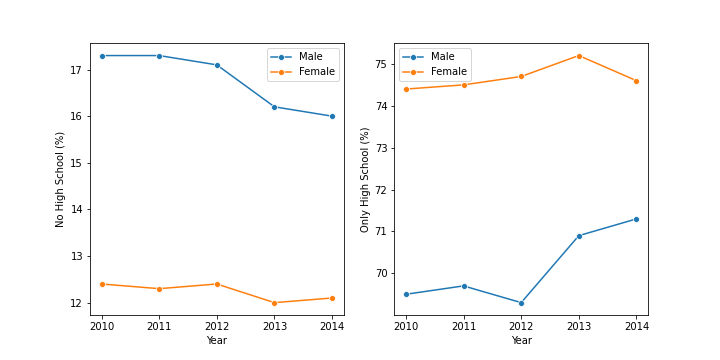 No High School (%)
17
16
15
14
13
12
2010 2011 2012 2013 2014
Year
Male
Female
Only High School (%)
75
74
73
72
71
70
2010 2011 2012 2013 2014
Year
Male
Female